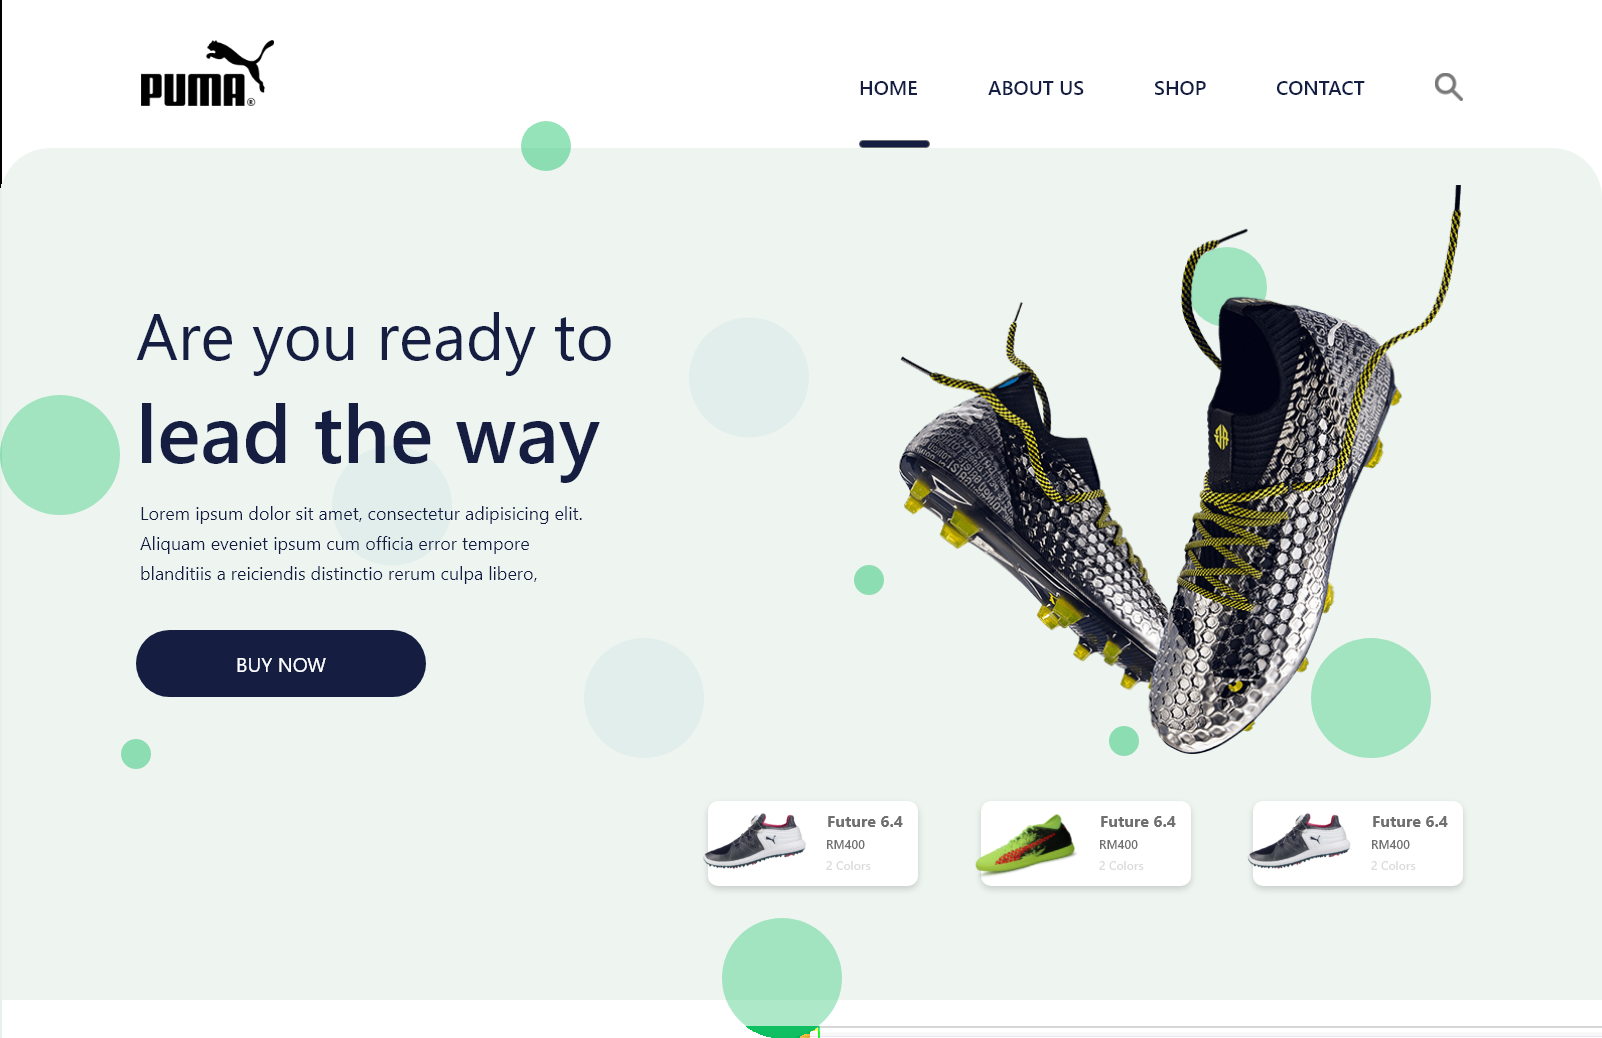 PUMA®
HOME
ABOUT US
SHOP
CONTACT
Are you ready to
lead the way
Lorem ipsum dolor sit amet, consectetur adipisicing elit.
Aliquam eveniet ipsum cum officia error tempore
blanditiis a reiciendis distinctio rerum culpa libero,
BUY NOW
Future 6.4
RM400
2 Colors
Future 6.4
RM400
2 Colors
Future 6.4
RM400
2 Colors